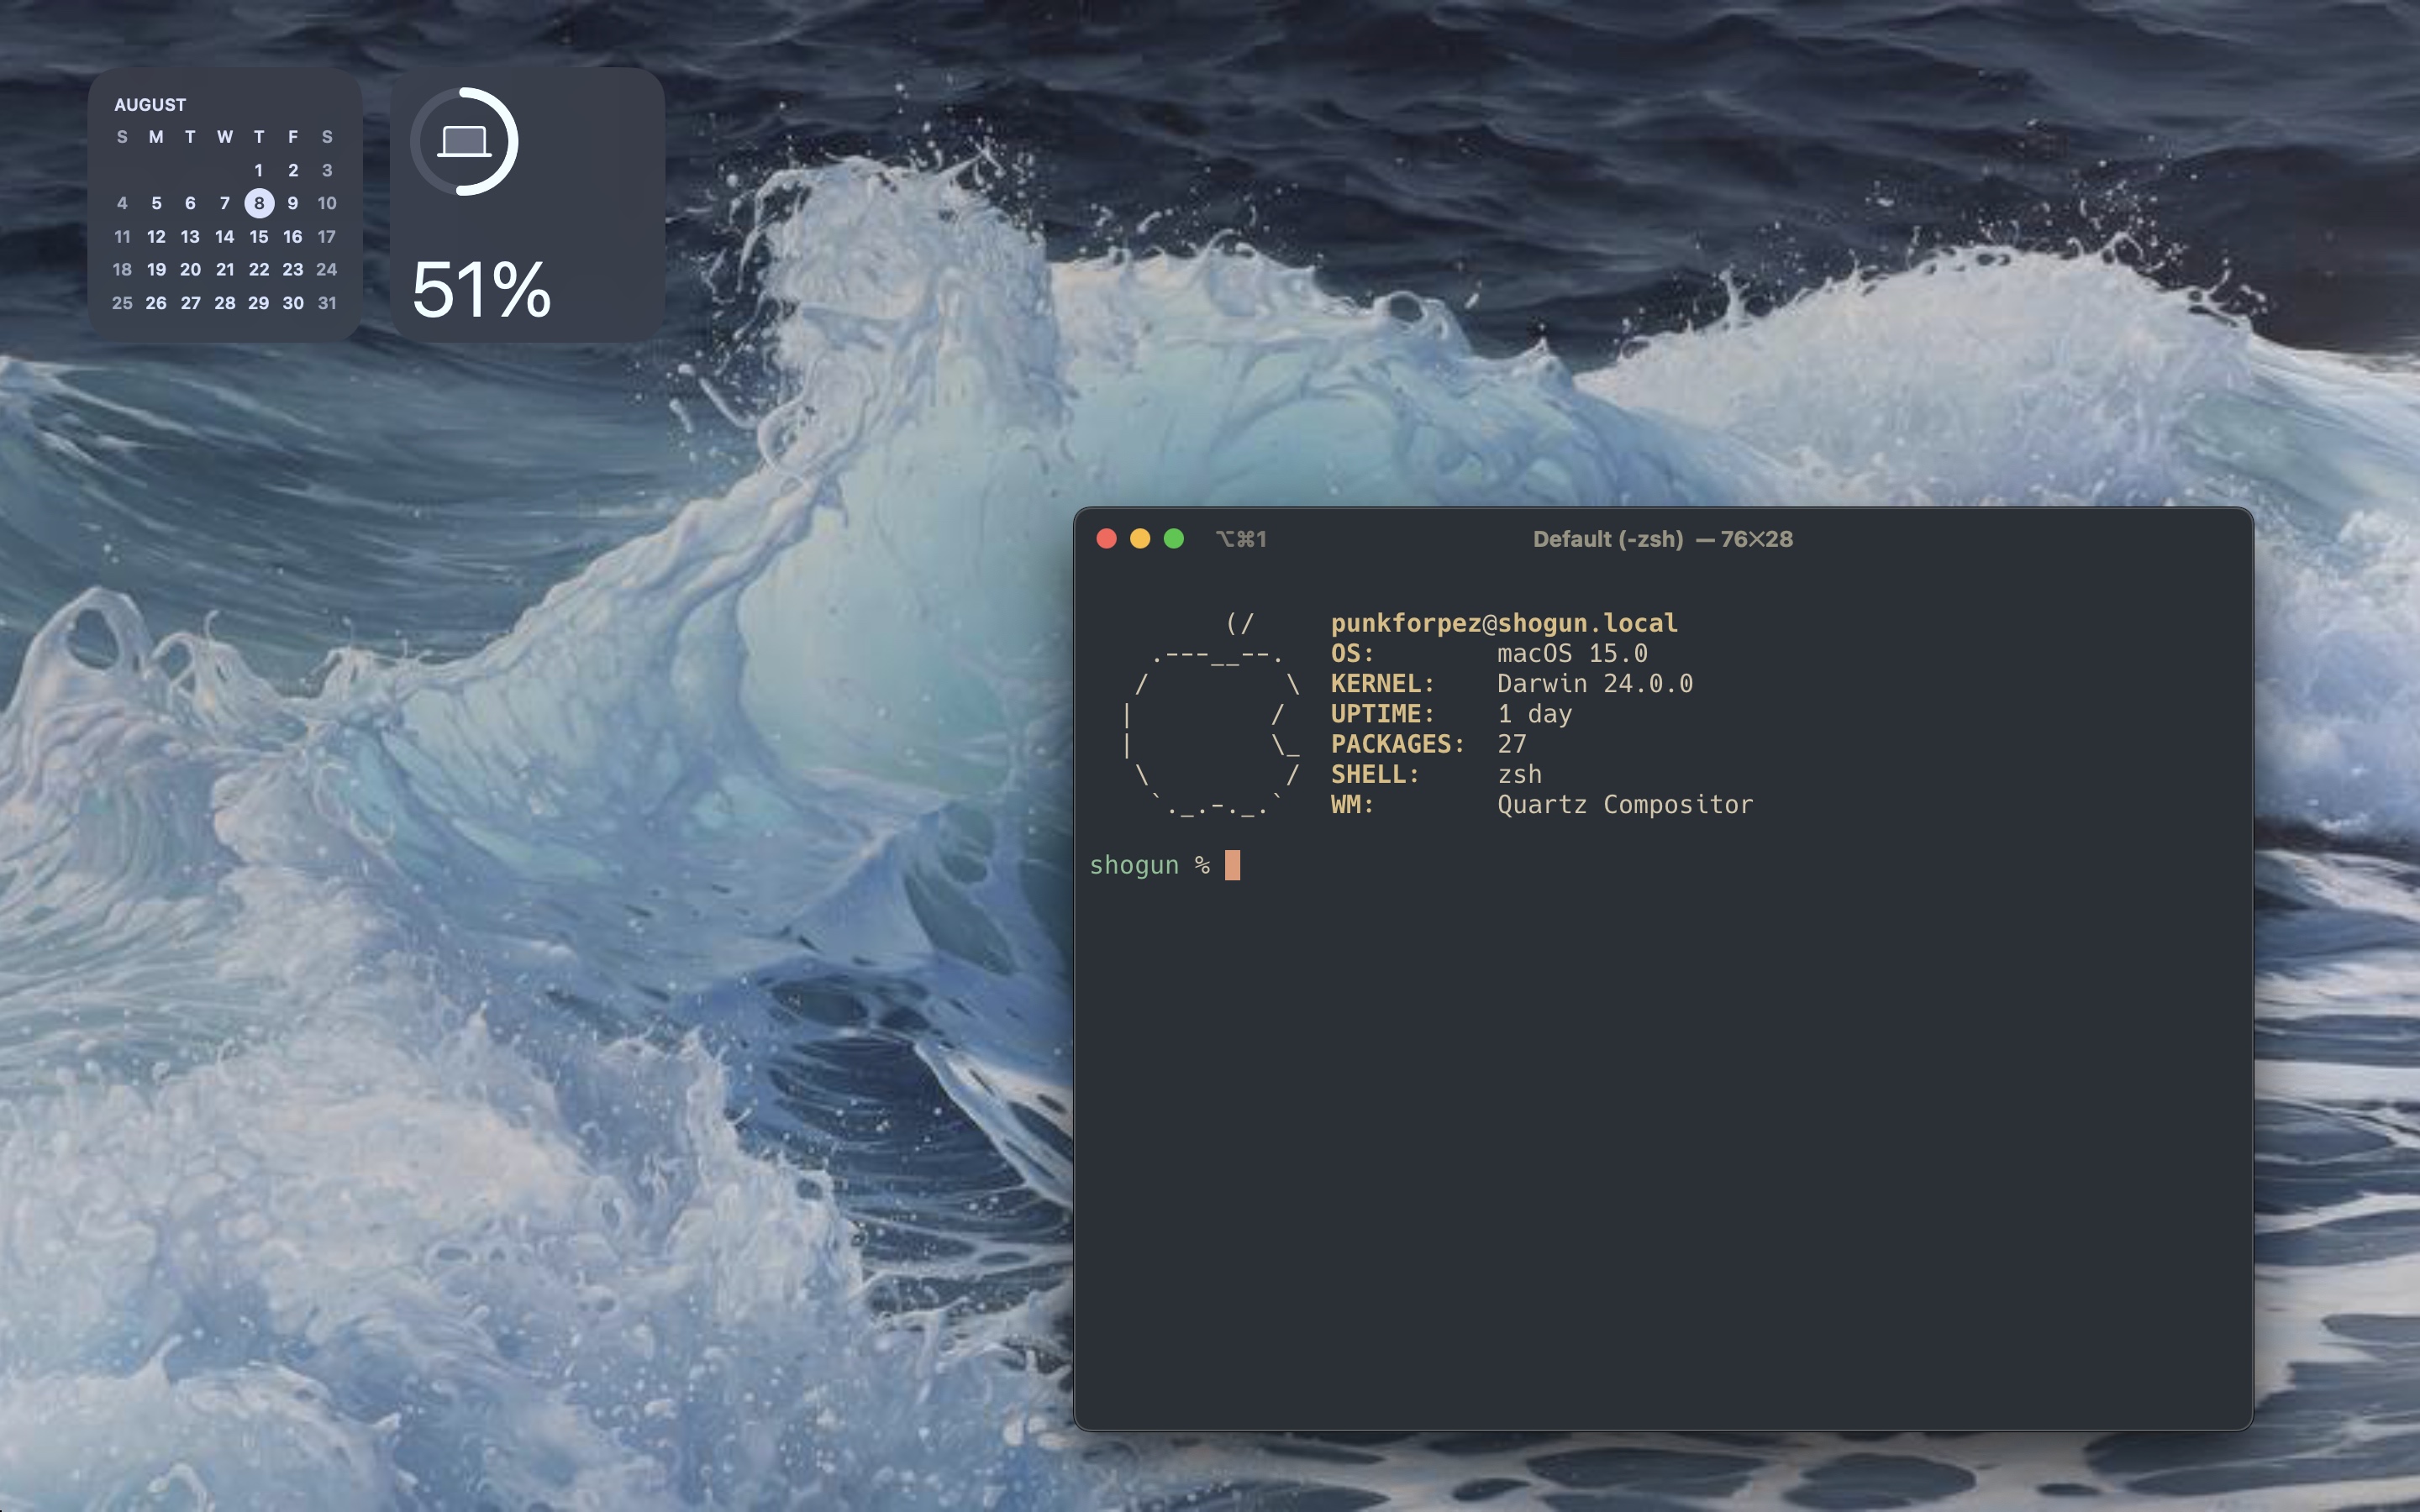 AUGUST
S M T W T F S
1 2 3
4 5 6 7 8 9 10
11 12 13 14 15 16 17
18 19 20 21 22 23 24
25 26 27 28 29 30 31
51%
⌥⌘1 Default (-zsh) — 76✕28
(/ punkforpez@shogun.local
.---__--. OS: macOS 15.0
/ \ KERNEL: Darwin 24.0.0
| / UPTIME: 1 day
| \_ PACKAGES: 27
\ / SHELL: zsh
`._.-._.` WM: Quartz Compositor
shogun %